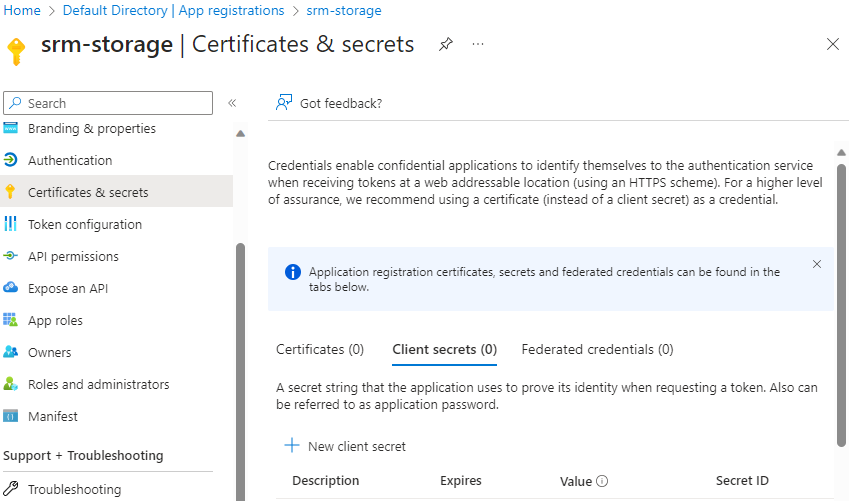 Home > Default Directory | App registrations > srm-storage
srm-storage | Certificates & secrets
Search
Got feedback?
Branding & properties
Authentication
Certificates & secrets
Token configuration
API permissions
Expose an API
App roles
Owners
Roles and administrators
Manifest
Support + Troubleshooting
Troubleshooting
Credentials enable confidential applications to identify themselves to the authentication service
when receiving tokens at a web addressable location (using an HTTPS scheme). For a higher level
of assurance, we recommend using a certificate (instead of a client secret) as a credential.
Application registration certificates, secrets and federated credentials can be found in the
tabs below.
Certificates (0) Client secrets (0) Federated credentials (0)
A secret string that the application uses to prove its identity when requesting a token. Also can
be referred to as application password.
New client secret
Description Expires Value Secret ID